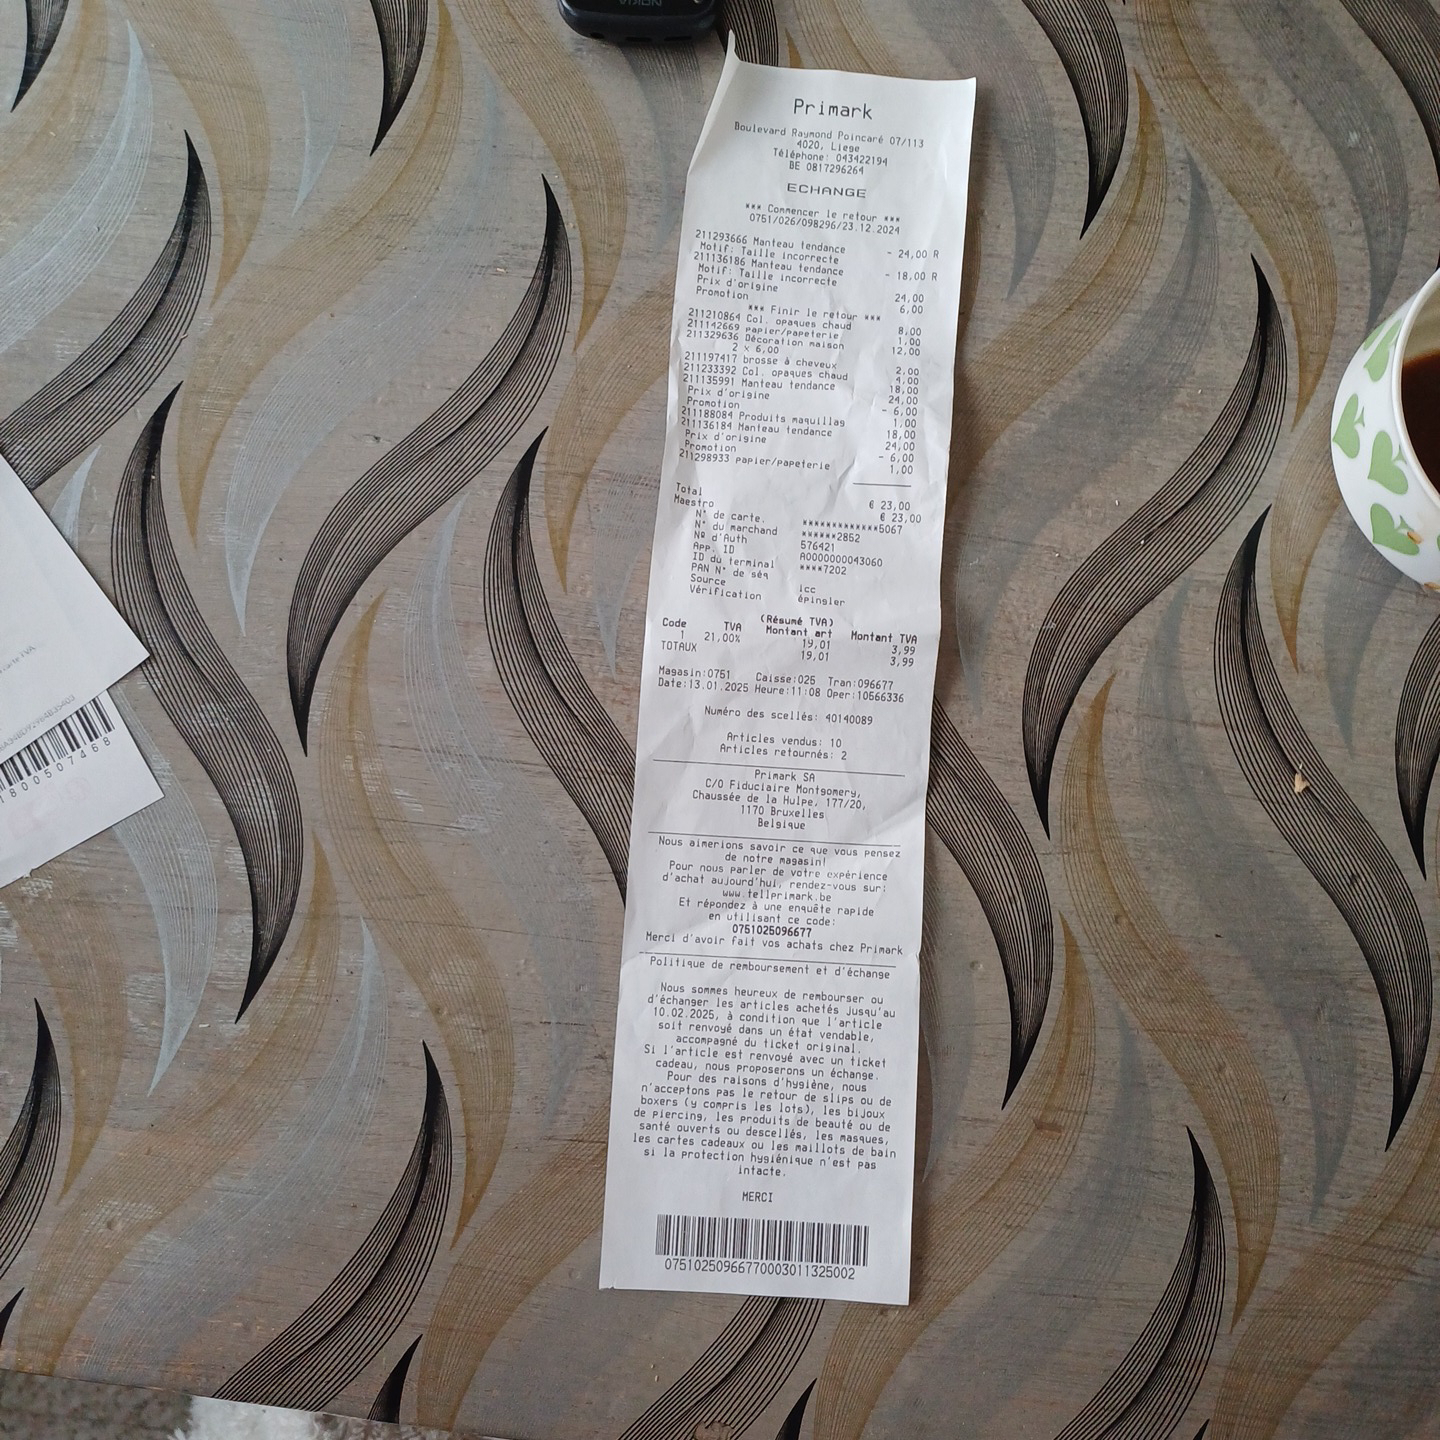 NOKIA
Primark
Boulevard Raymond Poincaré 07/113
4020, Liege
Téléphone: 043422194
BE 0817296264
ECHANGE
*** Commencer le retour ***
0751/026/098296/23.12.2024
211293666 Manteau tendance - 24,00 R
Motif: Taille incorrecte
211136186 Manteau tendance - 18,00 R
Motif: Taille incorrecte
Prix d'origine 24,00
Promotion 6,00
*** Finir le retour ***
211210864 Col. opaques chaud 8,00
211142669 papier/papeterie 1,00
211329636 Décoration maison 12,00
2 x 6,00
211197417 brosse à cheveux 2,00
211233392 Col. opaques chaud 4,00
211135991 Manteau tendance 18,00
Prix d'origine 24,00
Promotion - 6,00
211188084 Produits maquillag 1,00
211136184 Manteau tendance 18,00
Prix d'origine 24,00
Promotion - 6,00
211298933 papier/papeterie 1,00
Total € 23,00
Maestro € 23,00
N° de carte. *************5067
N° du marchand ******2852
Nº d'Auth 576421
App. ID A0000000043060
ID du terminal ****7202
PAN N° de séq
Source icc
Vérification épingler
(Résumé TVA)
Code TVA Montant art Montant TVA
1 21,00% 19,01 3,99
TOTAUX 19,01 3,99
Magasin:0751 Caisse:025 Tran:096677
Date:13.01.2025 Heure:11:08 Oper:10566336
Numéro des scellés: 40140089
Articles vendus: 10
Articles retournés: 2
Primark SA
C/O Fiduciaire Montgomery,
Chaussée de la Hulpe, 177/20,
1170 Bruxelles
Belgique
Nous aimerions savoir ce que vous pensez
de notre magasin!
Pour nous parler de votre expérience
d'achat aujourd'hui, rendez-vous sur:
www.tellprimark.be
Et répondez à une enquête rapide
en utilisant ce code:
0751025096677
Merci d'avoir fait vos achats chez Primark
Politique de remboursement et d'échange
Nous sommes heureux de rembourser ou
d'échanger les articles achetés jusqu'au
10.02.2025, à condition que l'article
soit renvoyé dans un état vendable,
accompagné du ticket original.
Si l'article est renvoyé avec un ticket
cadeau, nous proposerons un échange.
Pour des raisons d'hygiène, nous
n'acceptons pas le retour de slips ou de
boxers (y compris les lots), les bijoux
de piercing, les produits de beauté ou de
santé ouverts ou descellés, les masques,
les cartes cadeaux ou les maillots de bain
si la protection hygiénique n'est pas
intacte.
MERCI
07510250966770003011325002
carte TVA.
1800507468